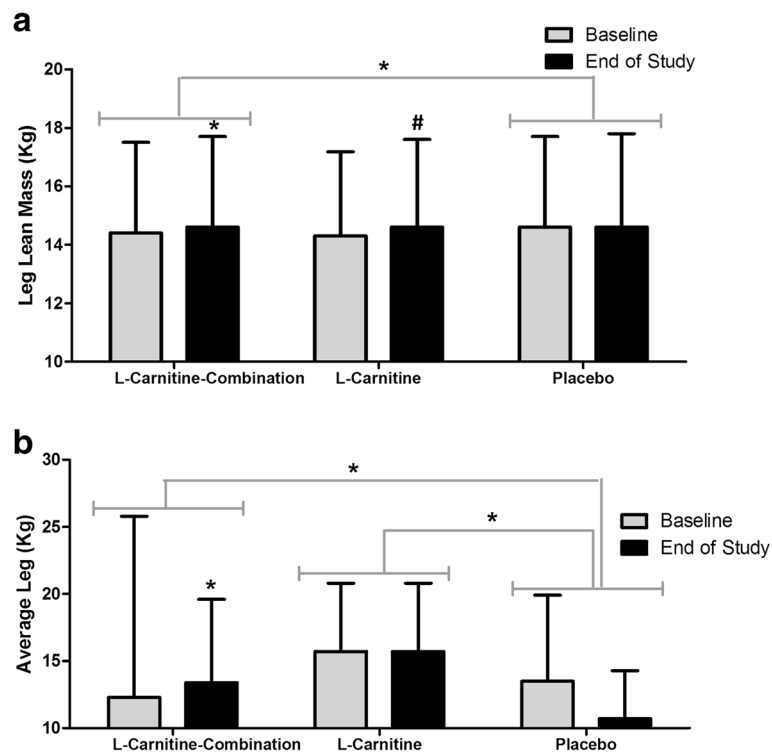 a
Baseline
End of Study
*
*
#
Leg Lean Mass (Kg)
20
18
16
14
12
10
L-Carnitine-Combination L-Carnitine Placebo
b
Baseline
End of Study
*
*
*
Average Leg (Kg)
30
25
20
15
10
L-Carnitine-Combination L-Carnitine Placebo